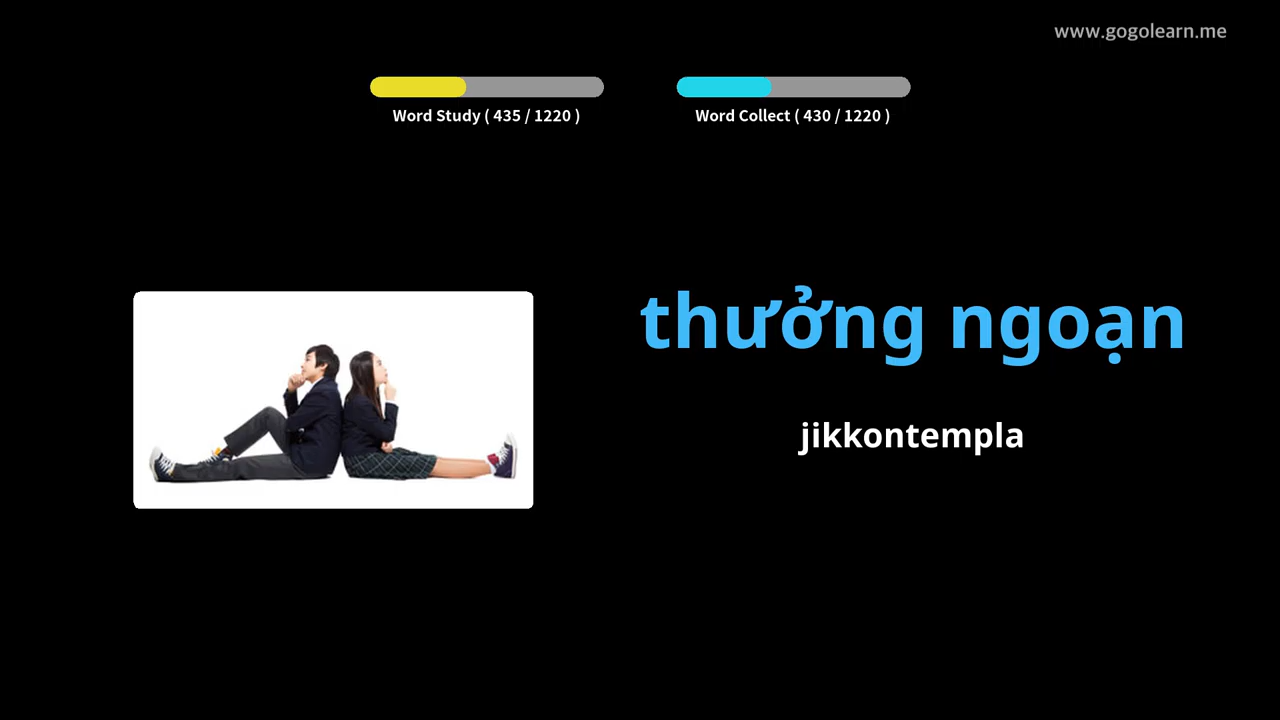 www.gogolearn.me
Word Study ( 435 / 1220 )
Word Collect ( 430 / 1220 )
thưởng ngoạn
jikkontempla